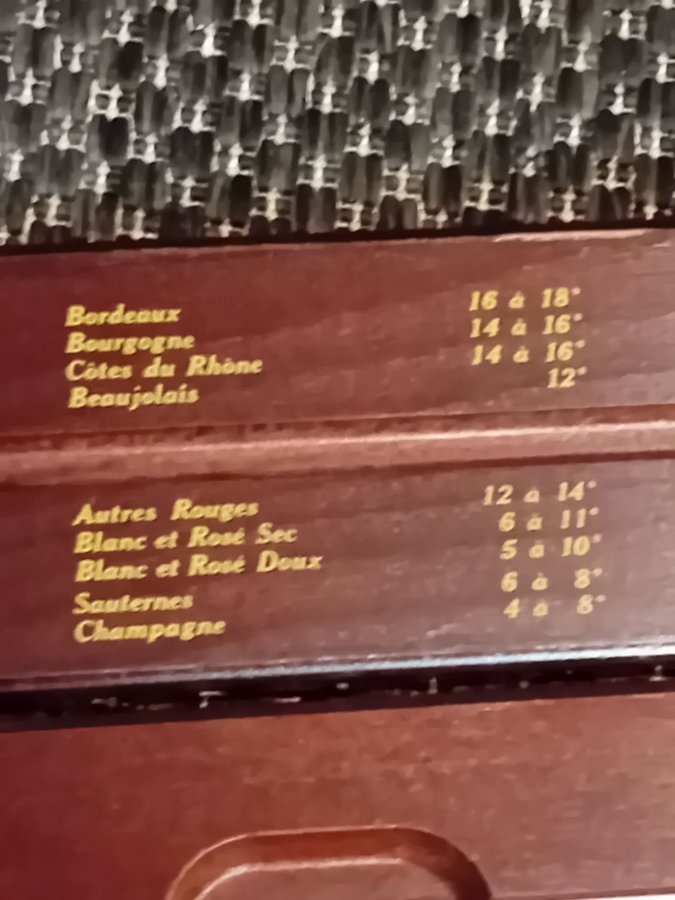 Bordeaux 16 à 18°
Bourgogne 14 à 16°
Côtes du Rhône 14 à 16°
Beaujolais 12°
Autres Rouges 12 à 14°
Blanc et Rosé Sec 6 à 11°
Blanc et Rosé Doux 5 à 10°
Sauternes 6 à 8°
Champagne 4 à 8°